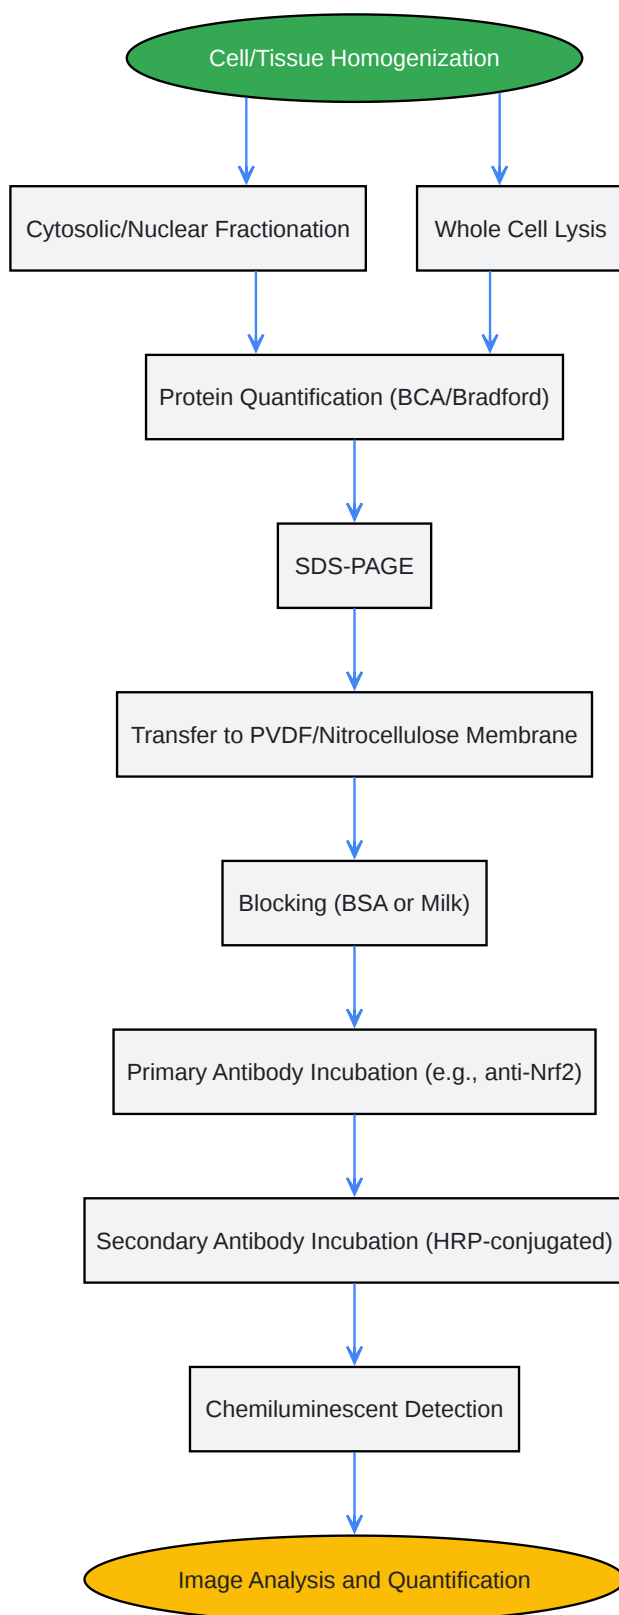 Cell/Tissue Homogenization
Cytosolic/Nuclear Fractionation
Whole Cell Lysis
Protein Quantification (BCA/Bradford)
SDS-PAGE
Transfer to PVDF/Nitrocellulose Membrane
Blocking (BSA or Milk)
Primary Antibody Incubation (e.g., anti-Nrf2)
Secondary Antibody Incubation (HRP-conjugated)
Chemiluminescent Detection
Image Analysis and Quantification